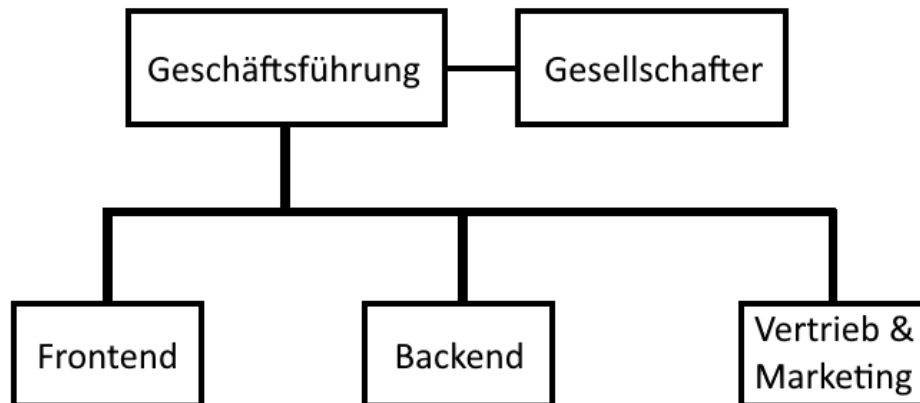 Geschäftsführung
Gesellschafter
Frontend
Backend
Vertrieb &
Marketing